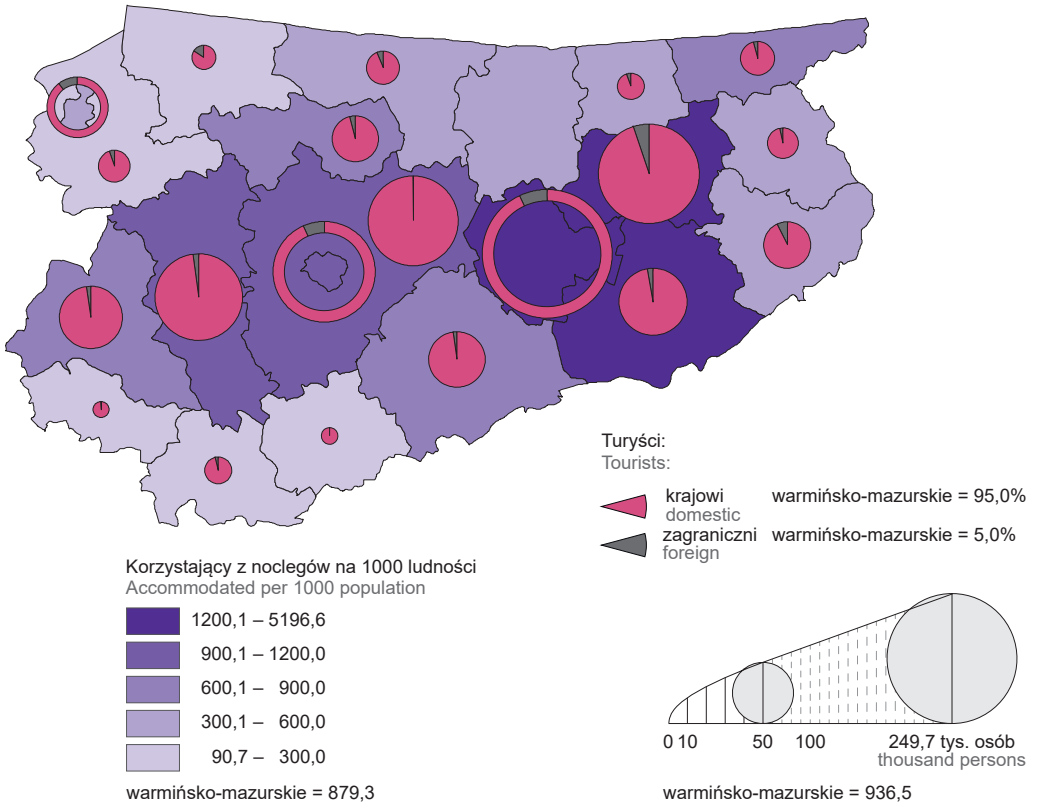 Turyści:
Tourists:
krajowi warmińsko-mazurskie = 95,0%
domestic
zagraniczni warmińsko-mazurskie = 5,0%
foreign
Korzystający z noclegów na 1000 ludności
Accommodated per 1000 population
1200,1 – 5196,6
900,1 – 1200,0
600,1 – 900,0
300,1 – 600,0
90,7 – 300,0
warmińsko-mazurskie = 879,3
0 10 50 100 249,7 tys. osób
thousand persons
warmińsko-mazurskie = 936,5